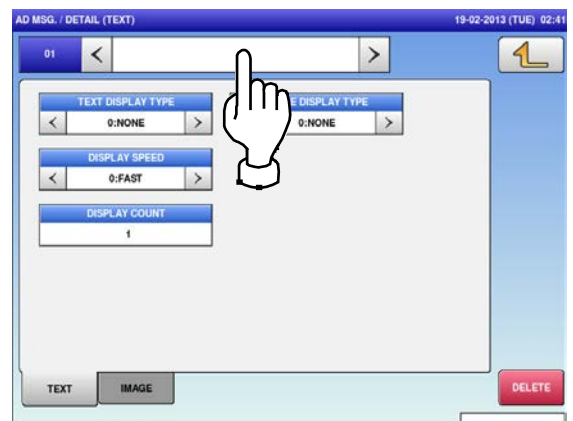 AD MSG. / DETAIL (TEXT) 19-02-2013 (TUE) 02:41
01 < >
TEXT DISPLAY TYPE DISPLAY TYPE
< 0:NONE > 0:NONE >
DISPLAY SPEED
< 0:FAST >
DISPLAY COUNT
1
TEXT IMAGE DELETE